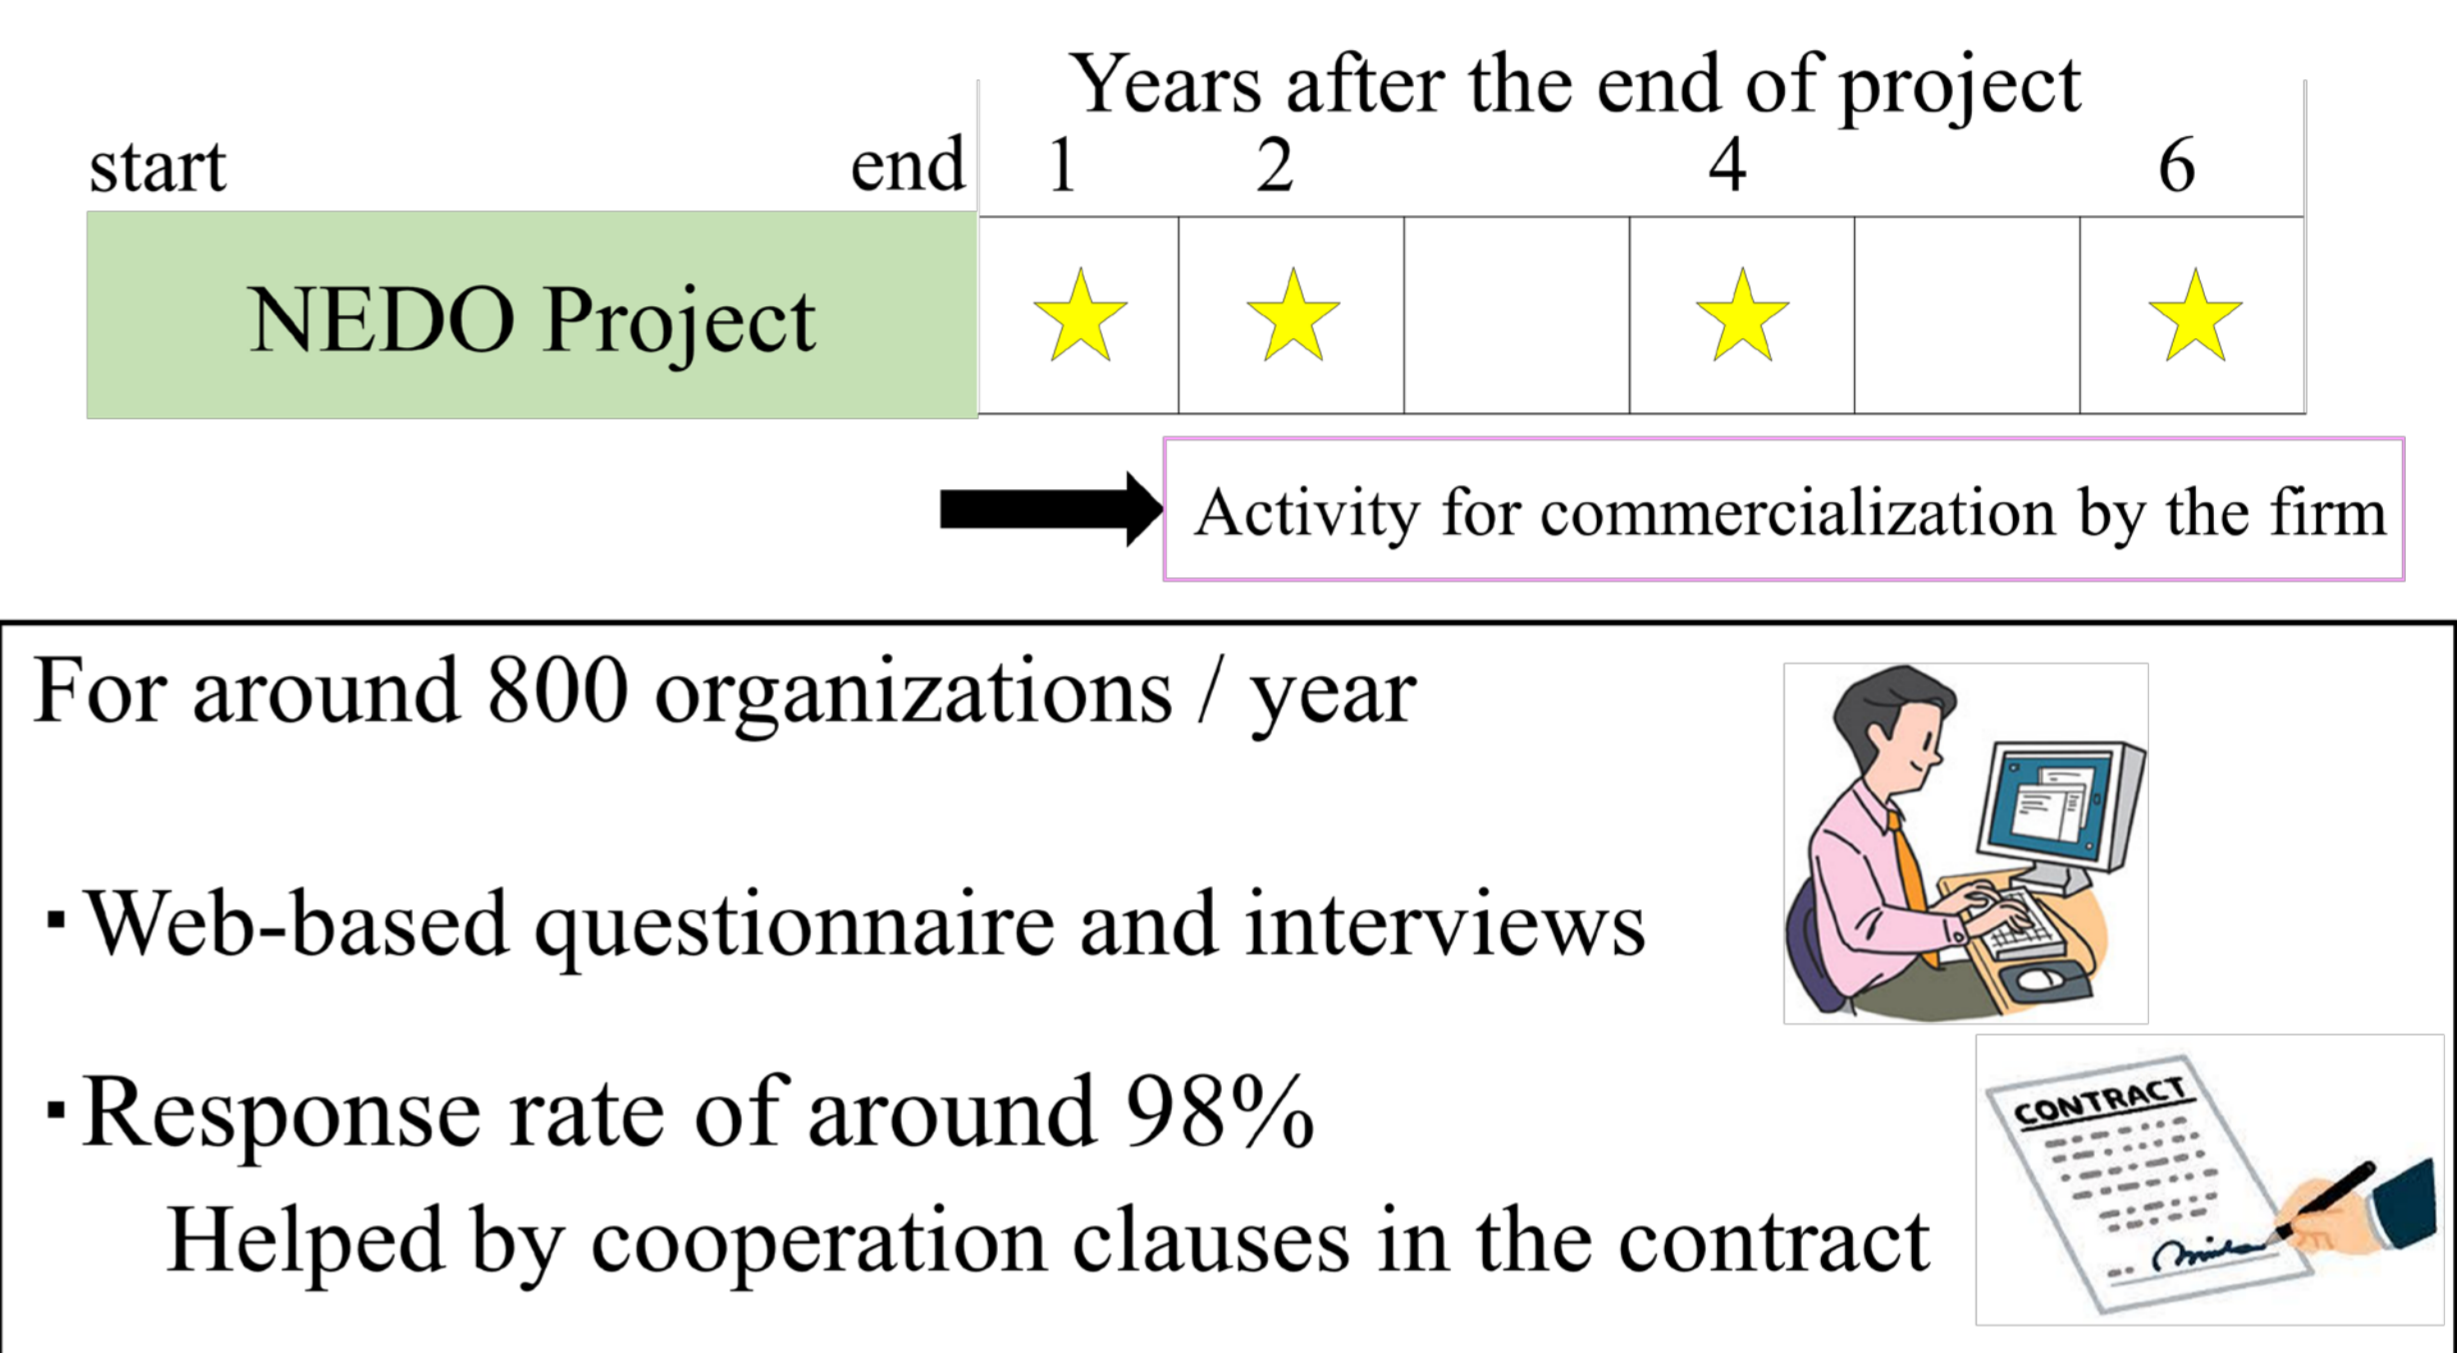 Years after the end of project
start end 1 2 4 6
NEDO Project
Activity for commercialization by the firm
For around 800 organizations / year
▪Web-based questionnaire and interviews
▪Response rate of around 98%
Helped by cooperation clauses in the contract
CONTRACT